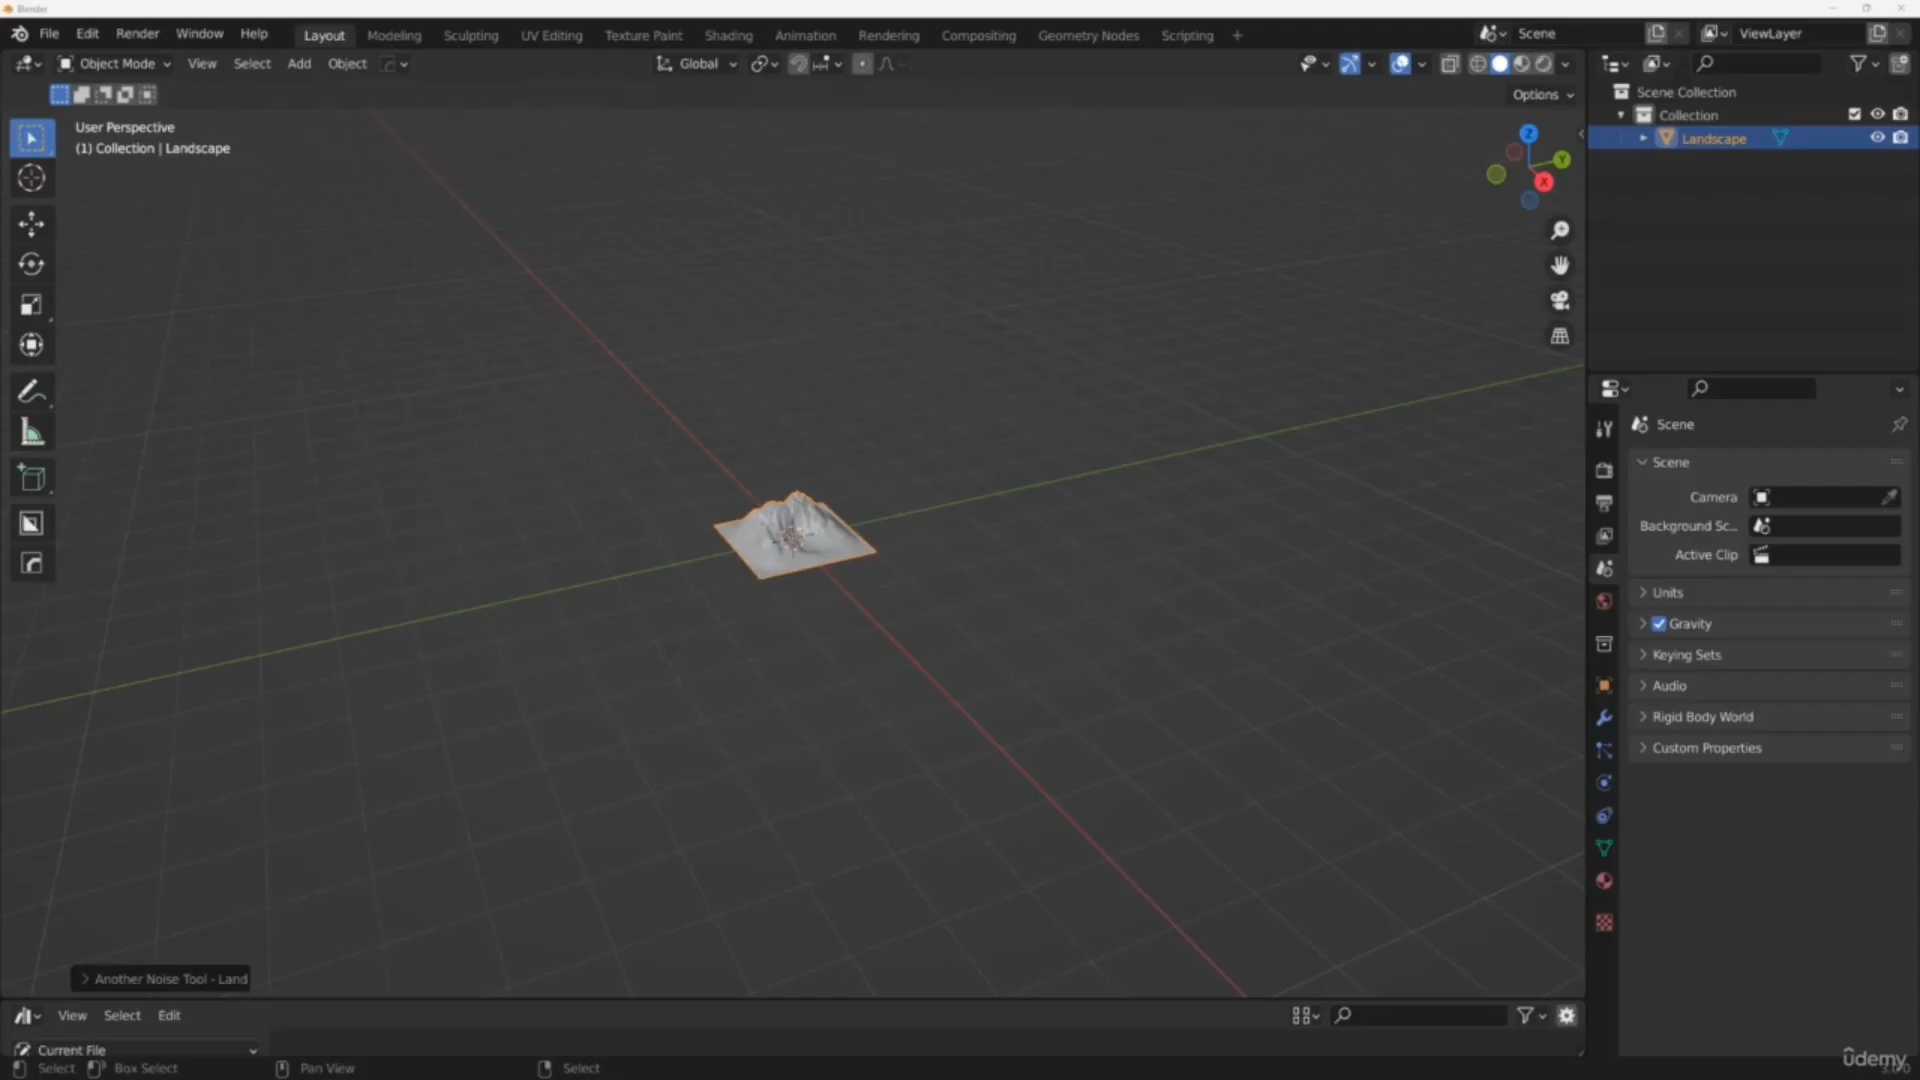 Blender
File Edit Render Window Help Layout Modeling Sculpting UV Editing Texture Paint Shading Animation Rendering Compositing Geometry Nodes Scripting + Scene ViewLayer
Object Mode View Select Add Object Global
Options
User Perspective
(1) Collection | Landscape
Z
Y
X
Scene Collection
Collection
Landscape
Scene
Scene
Camera
Background Sc...
Active Clip
Units
Gravity
Keying Sets
Audio
Rigid Body World
Custom Properties
Another Noise Tool - Land
View Select Edit
Current File
Select Box Select Pan View Select
ûdemy